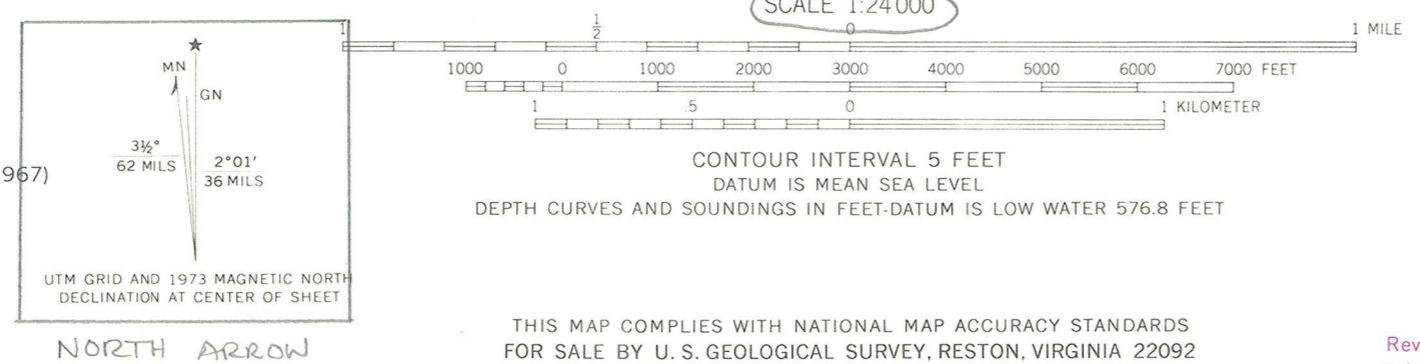 SCALE 1:24 000
1 ½ 0 1 MILE
1000 0 1000 2000 3000 4000 5000 6000 7000 FEET
1 .5 0 1 KILOMETER
CONTOUR INTERVAL 5 FEET
DATUM IS MEAN SEA LEVEL
DEPTH CURVES AND SOUNDINGS IN FEET-DATUM IS LOW WATER 576.8 FEET
967)
★
MN
GN
3½°
62 MILS
2°01′
36 MILS
UTM GRID AND 1973 MAGNETIC NORTH
DECLINATION AT CENTER OF SHEET
NORTH ARROW
THIS MAP COMPLIES WITH NATIONAL MAP ACCURACY STANDARDS
FOR SALE BY U. S. GEOLOGICAL SURVEY, RESTON, VIRGINIA 22092
Rev